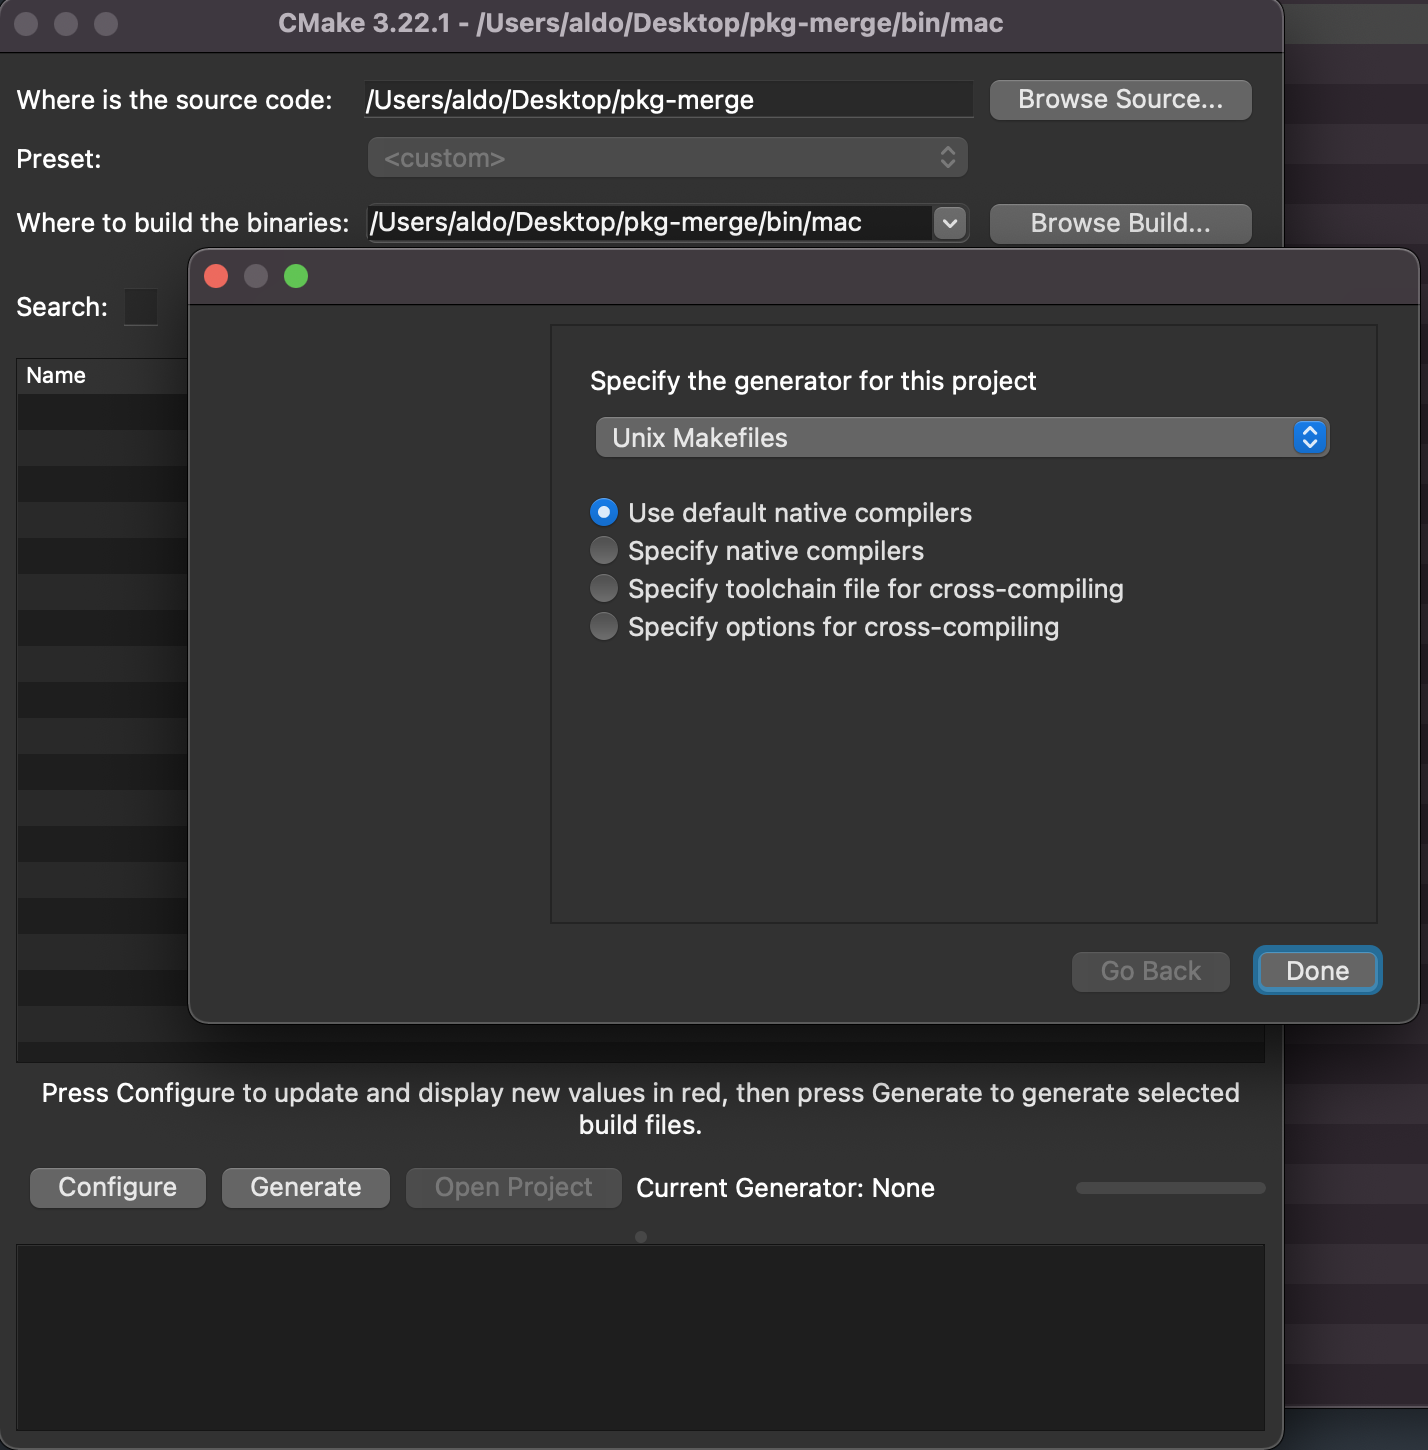 CMake 3.22.1 - /Users/aldo/Desktop/pkg-merge/bin/mac
Where is the source code: /Users/aldo/Desktop/pkg-merge Browse Source...
Preset: <custom>
Where to build the binaries: /Users/aldo/Desktop/pkg-merge/bin/mac Browse Build...
Search:
Name
Specify the generator for this project
Unix Makefiles
Use default native compilers
Specify native compilers
Specify toolchain file for cross-compiling
Specify options for cross-compiling
Go Back Done
Press Configure to update and display new values in red, then press Generate to generate selected
build files.
Configure Generate Open Project Current Generator: None